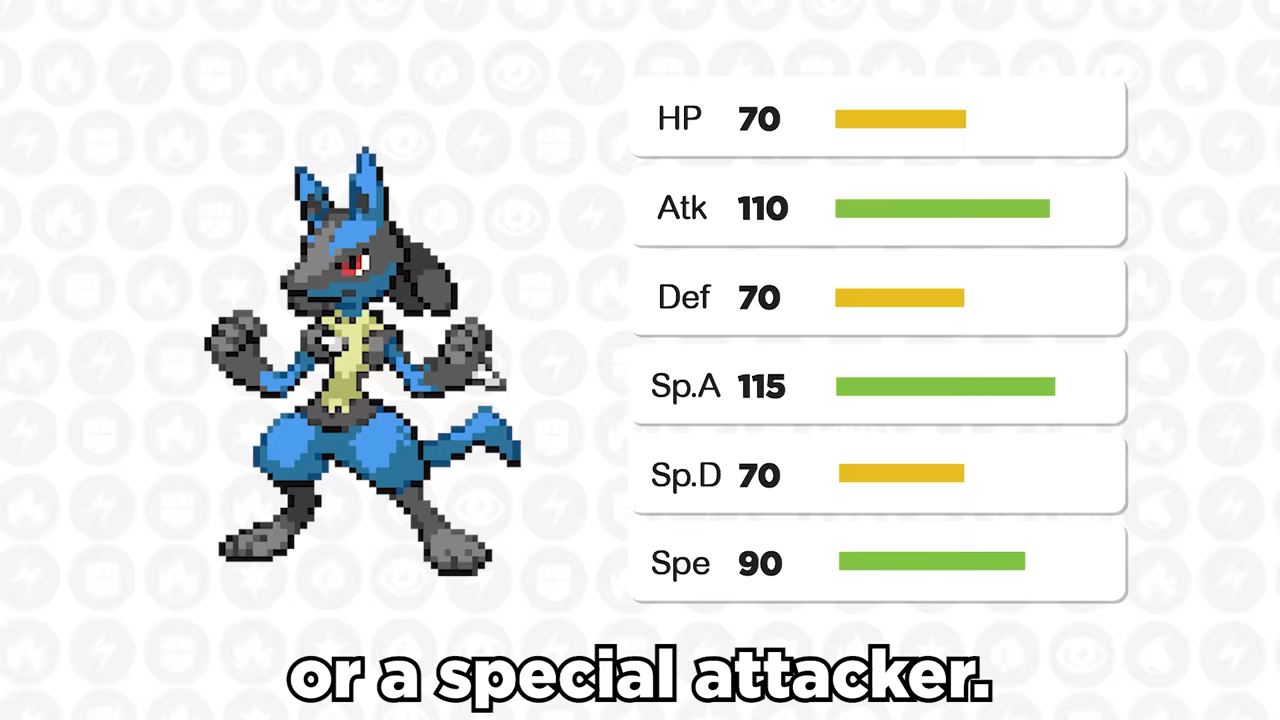 HP 70
Atk 110
Def 70
Sp.A 115
Sp.D 70
Spe 90
or a special attacker.